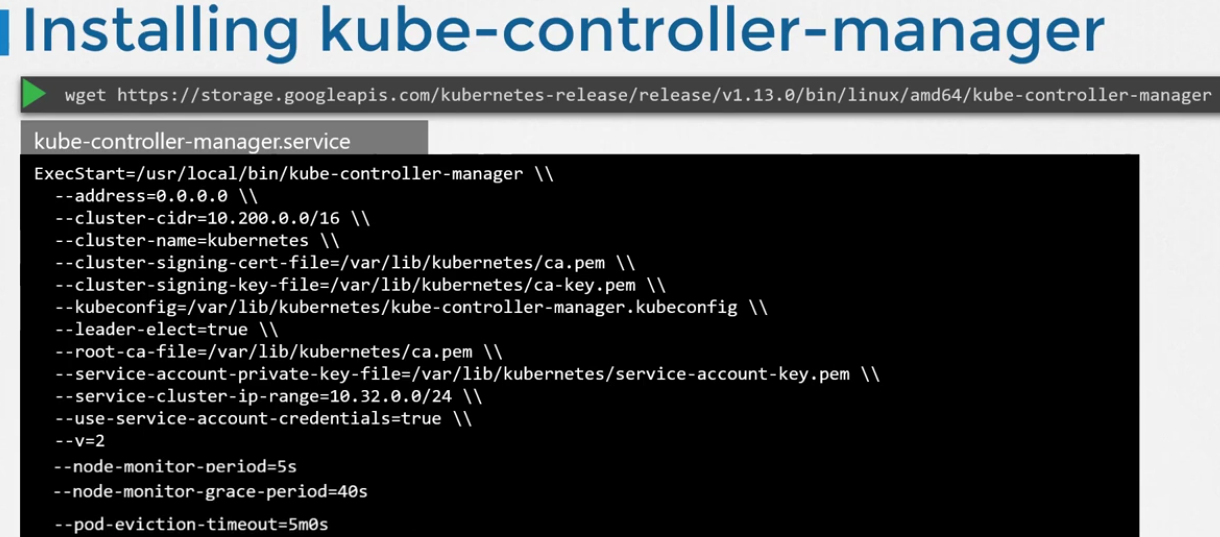 Installing kube-controller-manager
wget https://storage.googleapis.com/kubernetes-release/release/v1.13.0/bin/linux/amd64/kube-controller-manager
kube-controller-manager.service
ExecStart=/usr/local/bin/kube-controller-manager \\
--address=0.0.0.0 \\
--cluster-cidr=10.200.0.0/16 \\
--cluster-name=kubernetes \\
--cluster-signing-cert-file=/var/lib/kubernetes/ca.pem \\
--cluster-signing-key-file=/var/lib/kubernetes/ca-key.pem \\
--kubeconfig=/var/lib/kubernetes/kube-controller-manager.kubeconfig \\
--leader-elect=true \\
--root-ca-file=/var/lib/kubernetes/ca.pem \\
--service-account-private-key-file=/var/lib/kubernetes/service-account-key.pem \\
--service-cluster-ip-range=10.32.0.0/24 \\
--use-service-account-credentials=true \\
--v=2
--node-monitor-period=5s
--node-monitor-grace-period=40s
--pod-eviction-timeout=5m0s